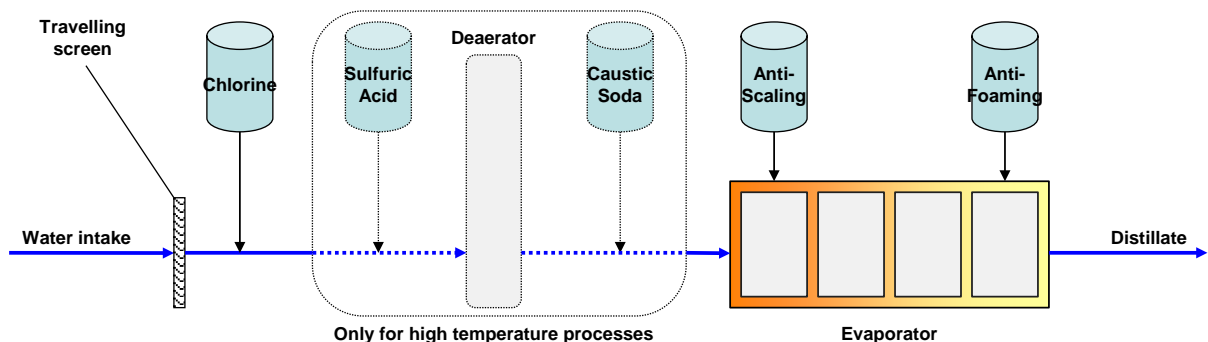 Travelling
screen
Chlorine
Sulfuric
Acid
Deaerator
Caustic
Soda
Anti-
Scaling
Anti-
Foaming
Water intake
Distillate
Only for high temperature processes
Evaporator